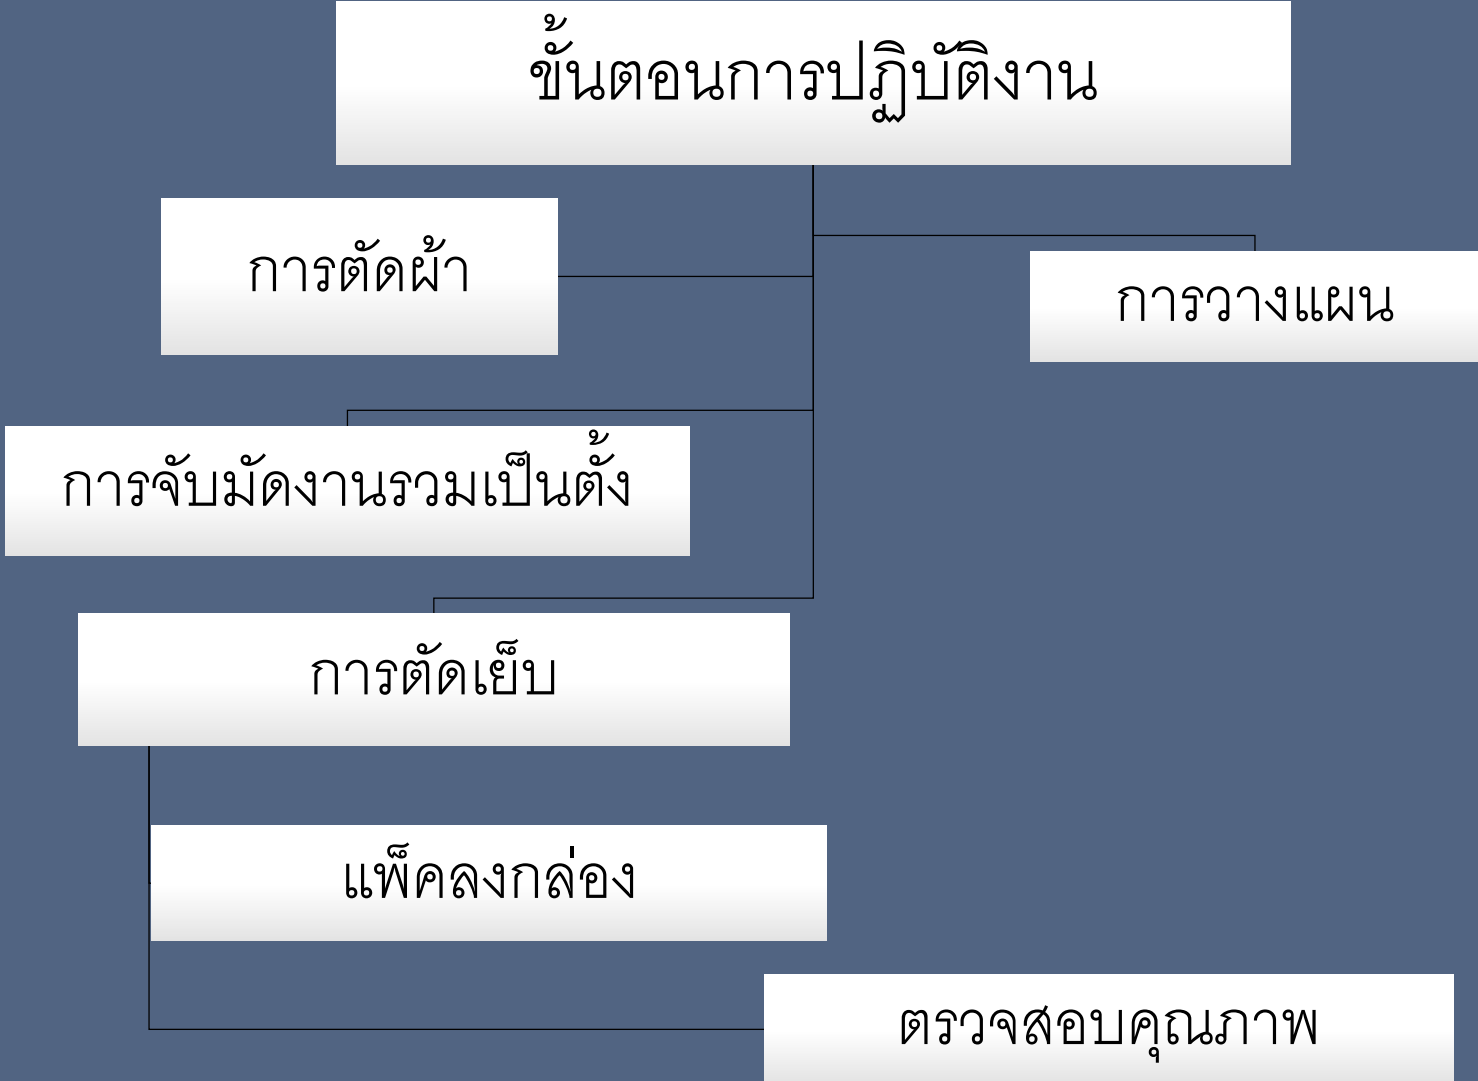 ขั้นตอนการปฏิบัติงาน
การตัดผ้า
การวางแผน
การจับมัดงานรวมเป็นตั้ง
การตัดเย็บ
แพ็คลงกล่อง
ตรวจสอบคุณภาพ